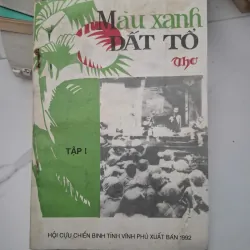 Màu xanh
ĐẤT TỔ
Thơ
TẬP I
HỘI CỰU CHIẾN BINH TỈNH VĨNH PHÚ XUẤT BẢN 1992